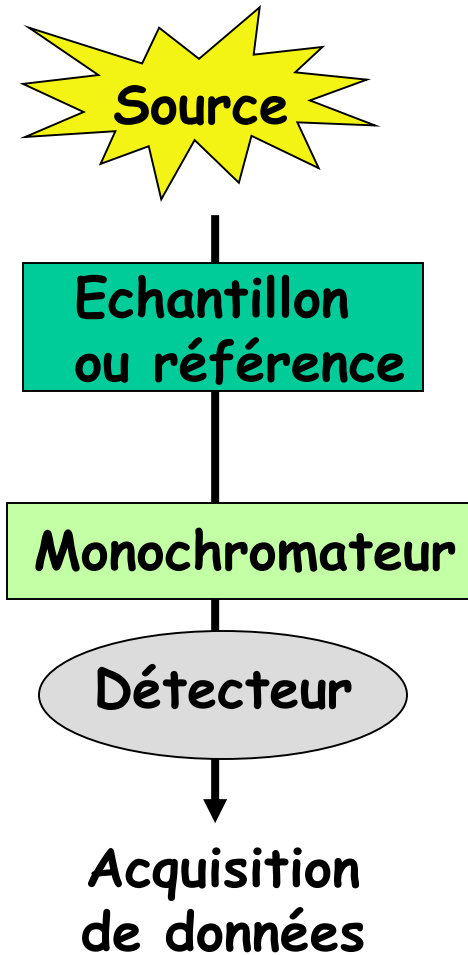 Source
Echantillon
ou référence
Monochromateur
Détecteur
Acquisition
de données